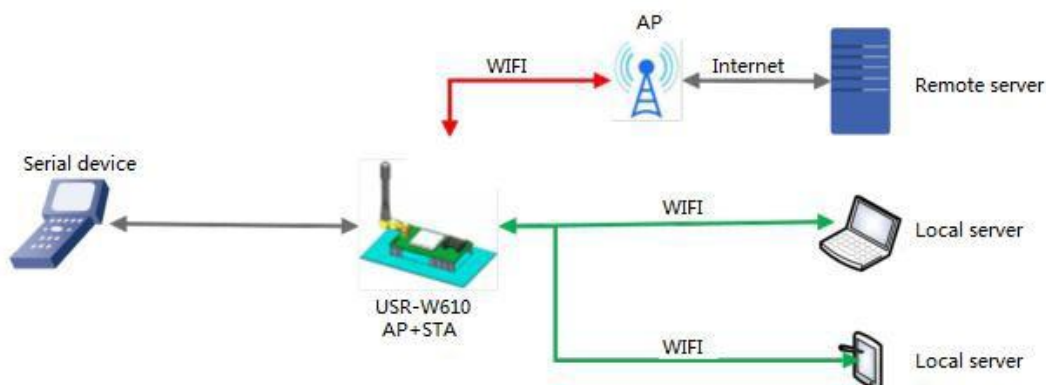 AP
WIFI
Internet
Remote server
Serial device
WIFI
Local server
USR-W610
AP+STA
WIFI
Local server